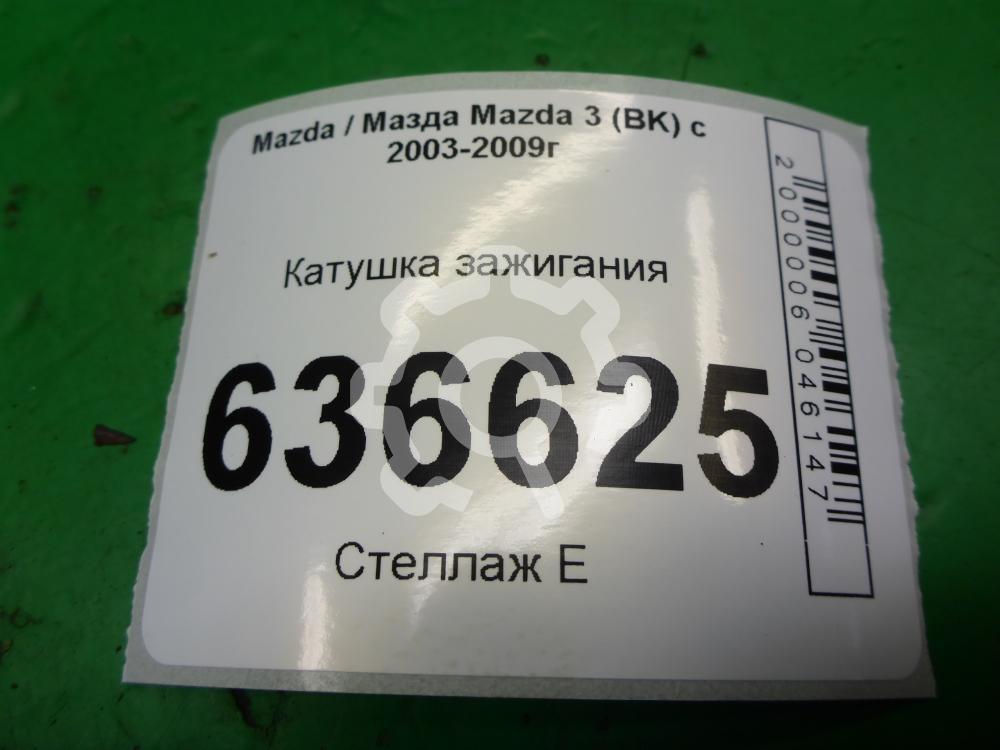 Mazda / Мазда Mazda 3 (BK) с
2003-2009г
Катушка зажигания
636625
Стеллаж Е
2000006046147